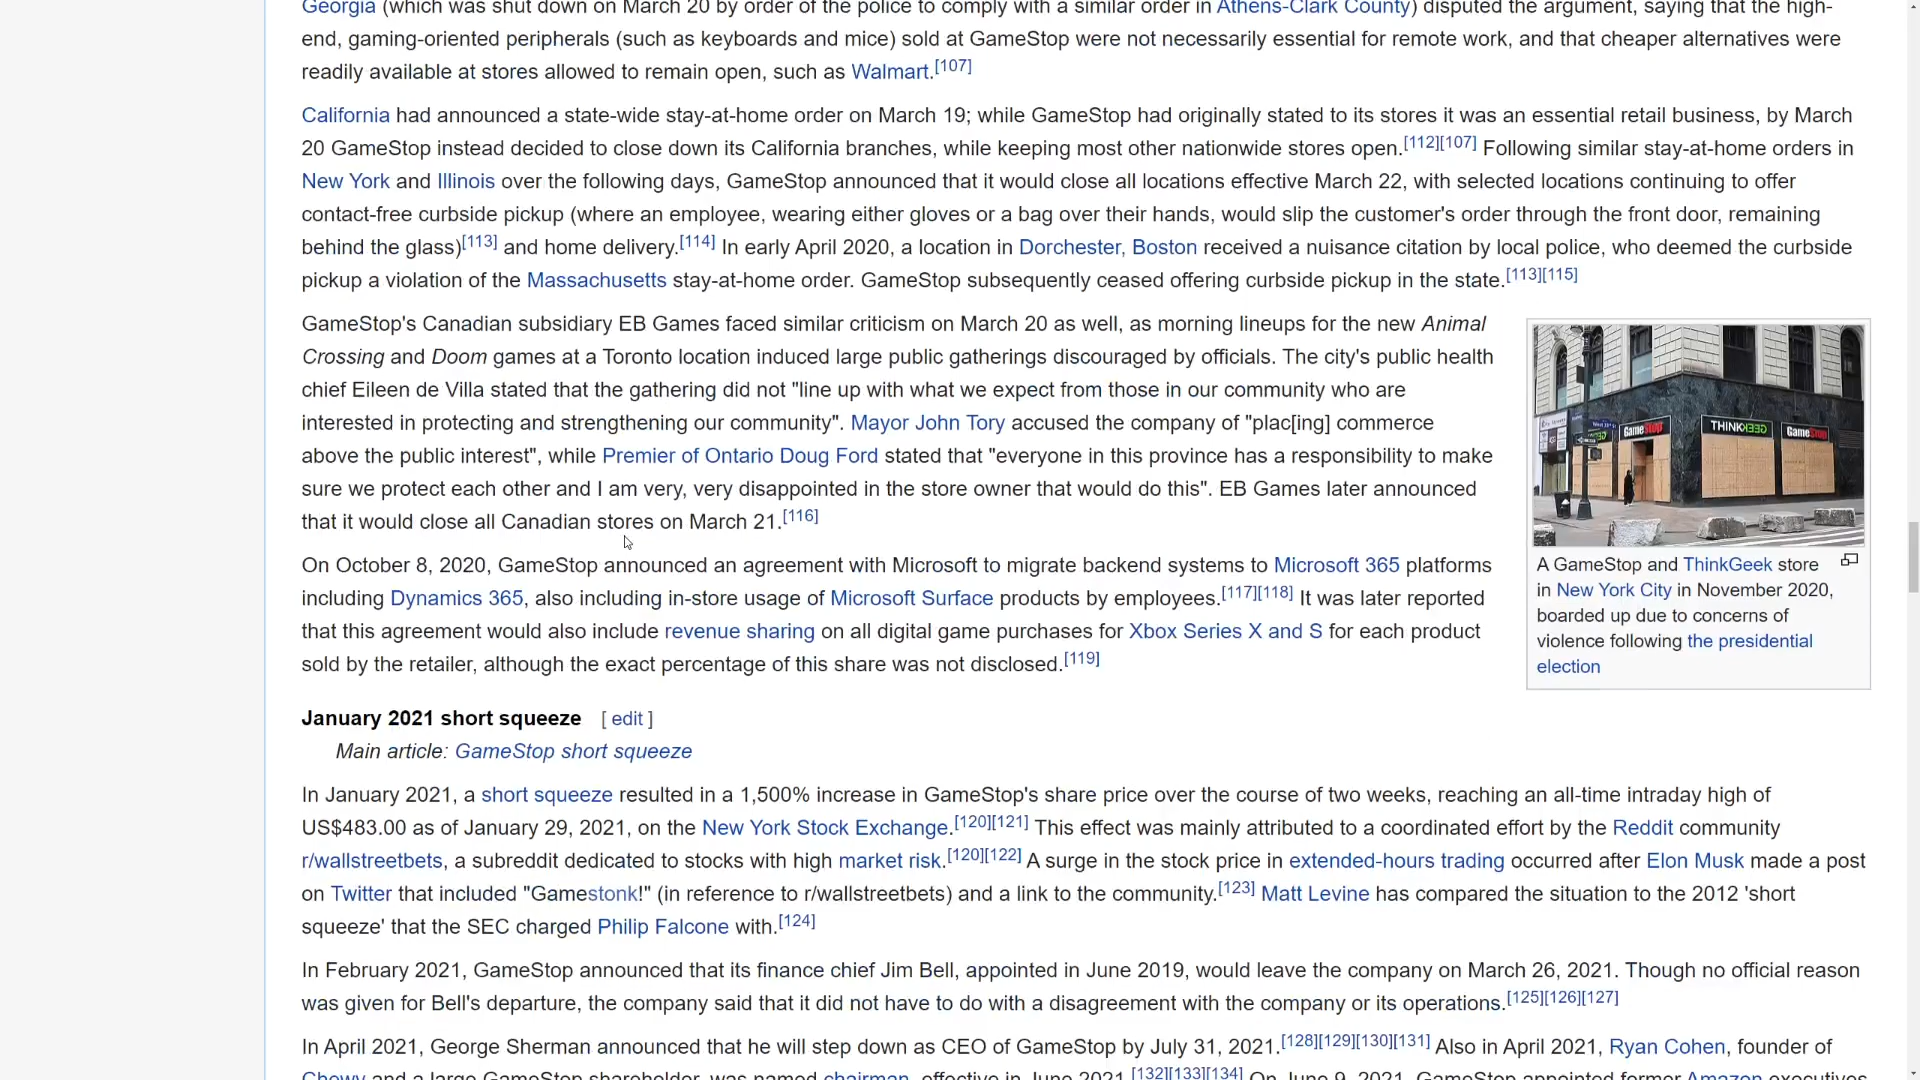 Georgia (which was shut down on March 20 by order of the police to comply with a similar order in Athens-Clark County) disputed the argument, saying that the high-
end, gaming-oriented peripherals (such as keyboards and mice) sold at GameStop were not necessarily essential for remote work, and that cheaper alternatives were
readily available at stores allowed to remain open, such as Walmart.[107]
California had announced a state-wide stay-at-home order on March 19; while GameStop had originally stated to its stores it was an essential retail business, by March
20 GameStop instead decided to close down its California branches, while keeping most other nationwide stores open.[112][107] Following similar stay-at-home orders in
New York and Illinois over the following days, GameStop announced that it would close all locations effective March 22, with selected locations continuing to offer
contact-free curbside pickup (where an employee, wearing either gloves or a bag over their hands, would slip the customer's order through the front door, remaining
behind the glass)[113] and home delivery.[114] In early April 2020, a location in Dorchester, Boston received a nuisance citation by local police, who deemed the curbside
pickup a violation of the Massachusetts stay-at-home order. GameStop subsequently ceased offering curbside pickup in the state.[113][115]
GameStop's Canadian subsidiary EB Games faced similar criticism on March 20 as well, as morning lineups for the new Animal
Crossing and Doom games at a Toronto location induced large public gatherings discouraged by officials. The city's public health
chief Eileen de Villa stated that the gathering did not "line up with what we expect from those in our community who are
interested in protecting and strengthening our community". Mayor John Tory accused the company of "plac[ing] commerce
above the public interest", while Premier of Ontario Doug Ford stated that "everyone in this province has a responsibility to make
sure we protect each other and I am very, very disappointed in the store owner that would do this". EB Games later announced
that it would close all Canadian stores on March 21.[116]
GameStop
THINKGEEK
GameStop
A GameStop and ThinkGeek store
in New York City in November 2020,
boarded up due to concerns of
violence following the presidential
election
On October 8, 2020, GameStop announced an agreement with Microsoft to migrate backend systems to Microsoft 365 platforms
including Dynamics 365, also including in-store usage of Microsoft Surface products by employees.[117][118] It was later reported
that this agreement would also include revenue sharing on all digital game purchases for Xbox Series X and S for each product
sold by the retailer, although the exact percentage of this share was not disclosed.[119]
January 2021 short squeeze [ edit ]
Main article: GameStop short squeeze
In January 2021, a short squeeze resulted in a 1,500% increase in GameStop's share price over the course of two weeks, reaching an all-time intraday high of
US$483.00 as of January 29, 2021, on the New York Stock Exchange.[120][121] This effect was mainly attributed to a coordinated effort by the Reddit community
r/wallstreetbets, a subreddit dedicated to stocks with high market risk.[120][122] A surge in the stock price in extended-hours trading occurred after Elon Musk made a post
on Twitter that included "Gamestonk!" (in reference to r/wallstreetbets) and a link to the community.[123] Matt Levine has compared the situation to the 2012 'short
squeeze' that the SEC charged Philip Falcone with.[124]
In February 2021, GameStop announced that its finance chief Jim Bell, appointed in June 2019, would leave the company on March 26, 2021. Though no official reason
was given for Bell's departure, the company said that it did not have to do with a disagreement with the company or its operations.[125][126][127]
In April 2021, George Sherman announced that he will step down as CEO of GameStop by July 31, 2021.[128][129][130][131] Also in April 2021, Ryan Cohen, founder of
Chewy and a large GameStop shareholder, was named chairman, effective in June 2021.[132][133][134] On June 9, 2021, GameStop appointed former Amazon executives